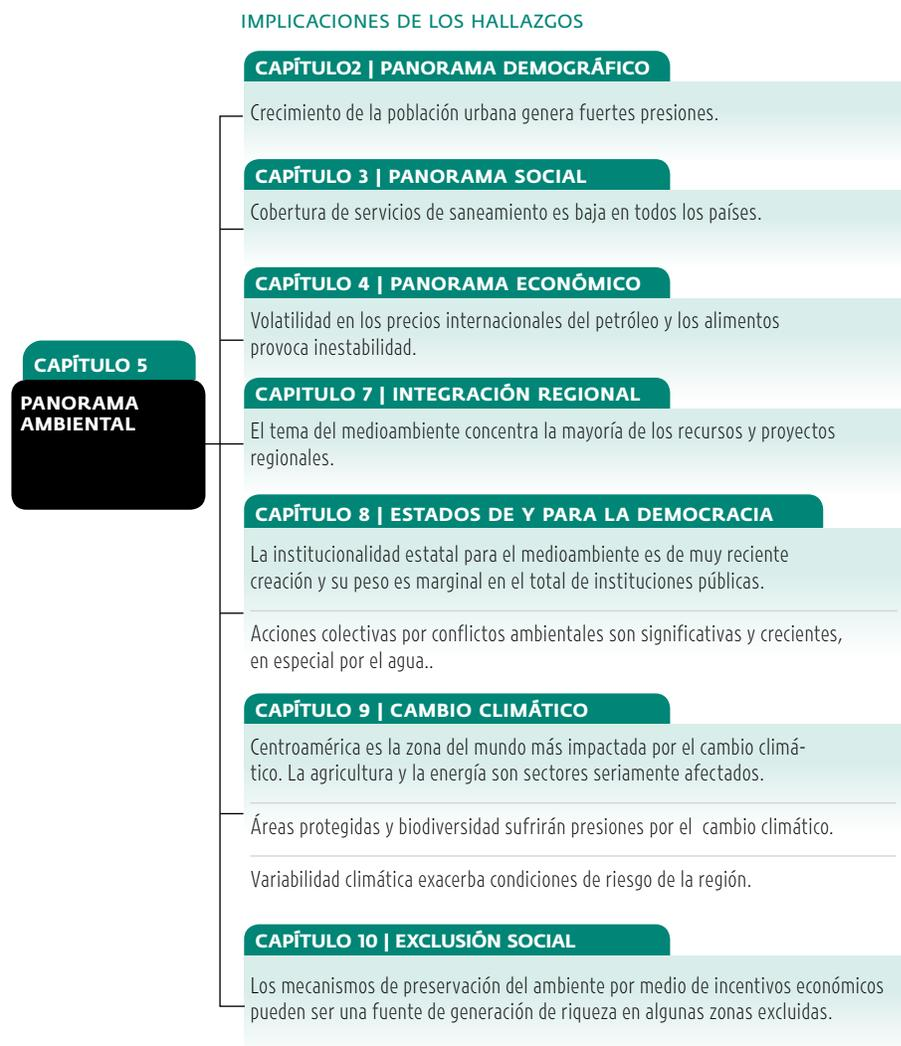 IMPLICACIONES DE LOS HALLAZGOS
CAPÍTULO2 | PANORAMA DEMOGRÁFICO
Crecimiento de la población urbana genera fuertes presiones.
CAPÍTULO 3 | PANORAMA SOCIAL
Cobertura de servicios de saneamiento es baja en todos los países.
CAPÍTULO 4 | PANORAMA ECONÓMICO
Volatilidad en los precios internacionales del petróleo y los alimentos
provoca inestabilidad.
CAPÍTULO 5
PANORAMA
AMBIENTAL
CAPITULO 7 | INTEGRACIÓN REGIONAL
El tema del medioambiente concentra la mayoría de los recursos y proyectos
regionales.
CAPÍTULO 8 | ESTADOS DE Y PARA LA DEMOCRACIA
La institucionalidad estatal para el medioambiente es de muy reciente
creación y su peso es marginal en el total de instituciones públicas.
Acciones colectivas por conflictos ambientales son significativas y crecientes,
en especial por el agua..
CAPÍTULO 9 | CAMBIO CLIMÁTICO
Centroamérica es la zona del mundo más impactada por el cambio climá-
tico. La agricultura y la energía son sectores seriamente afectados.
Áreas protegidas y biodiversidad sufrirán presiones por el  cambio climático.
Variabilidad climática exacerba condiciones de riesgo de la región.
CAPÍTULO 10 | EXCLUSIÓN SOCIAL
Los mecanismos de preservación del ambiente por medio de incentivos económicos
pueden ser una fuente de generación de riqueza en algunas zonas excluidas.